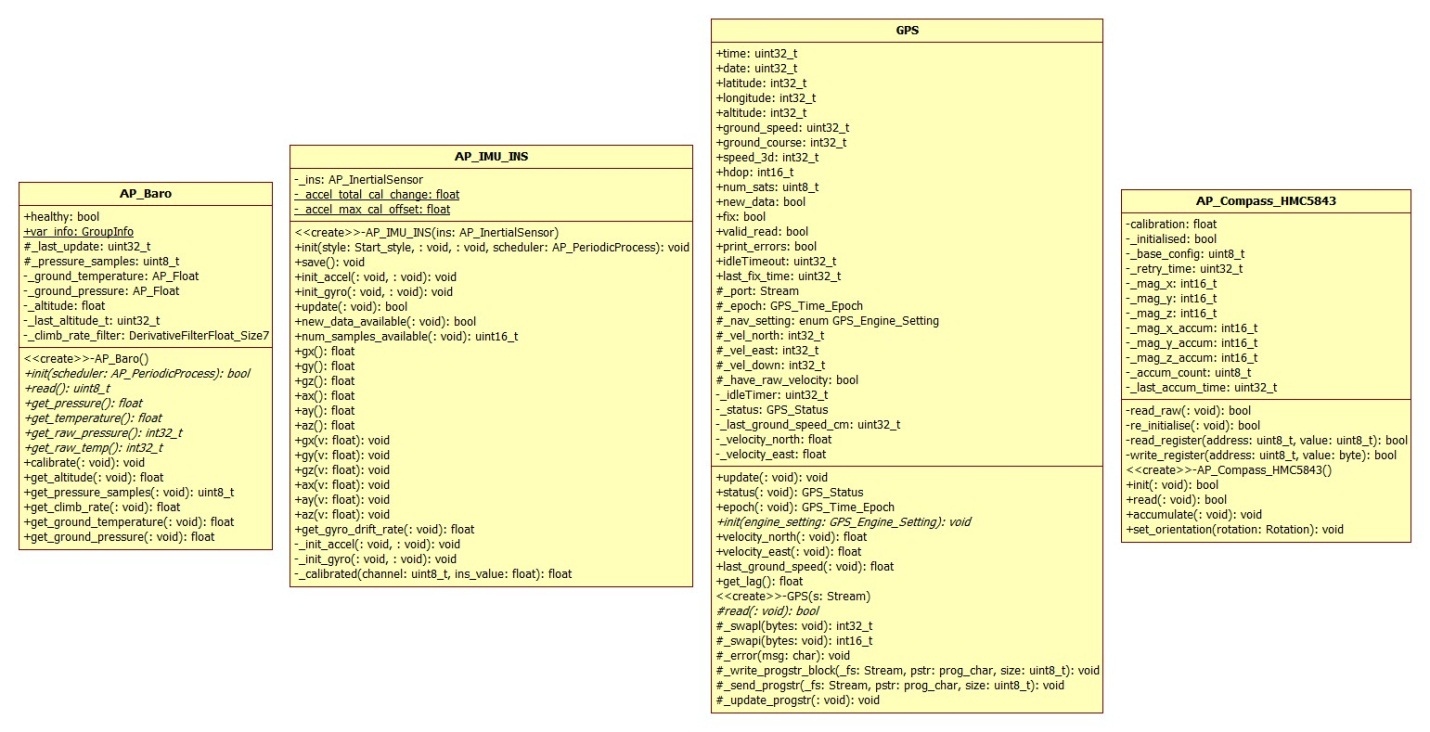 AP_Baro
+healthy: bool
+var_info: GroupInfo
#_last_update: uint32_t
#_pressure_samples: uint8_t
-_ground_temperature: AP_Float
-_ground_pressure: AP_Float
-_altitude: float
-_last_altitude_t: uint32_t
-_climb_rate_filter: DerivativeFilterFloat_Size7
<<create>>-AP_Baro()
+init(scheduler: AP_PeriodicProcess): bool
+read(): uint8_t
+get_pressure(): float
+get_temperature(): float
+get_raw_pressure(): int32_t
+get_raw_temp(): int32_t
+calibrate(: void): void
+get_altitude(: void): float
+get_pressure_samples(: void): uint8_t
+get_climb_rate(: void): float
+get_ground_temperature(: void): float
+get_ground_pressure(: void): float
AP_IMU_INS
-_ins: AP_InertialSensor
-_accel_total_cal_change: float
-_accel_max_cal_offset: float
<<create>>-AP_IMU_INS(ins: AP_InertialSensor)
+init(style: Start_style, : void, : void, scheduler: AP_PeriodicProcess): void
+save(): void
+init_accel(: void, : void): void
+init_gyro(: void, : void): void
+update(: void): bool
+new_data_available(: void): bool
+num_samples_available(: void): uint16_t
+gx(): float
+gy(): float
+gz(): float
+ax(): float
+ay(): float
+az(): float
+gx(v: float): void
+gy(v: float): void
+gz(v: float): void
+ax(v: float): void
+ay(v: float): void
+az(v: float): void
+get_gyro_drift_rate(: void): float
-_init_accel(: void, : void): void
-_init_gyro(: void, : void): void
-_calibrated(channel: uint8_t, ins_value: float): float
GPS
+time: uint32_t
+date: uint32_t
+latitude: int32_t
+longitude: int32_t
+altitude: int32_t
+ground_speed: uint32_t
+ground_course: int32_t
+speed_3d: int32_t
+hdop: int16_t
+num_sats: uint8_t
+new_data: bool
+fix: bool
+valid_read: bool
+print_errors: bool
+idleTimeout: uint32_t
+last_fix_time: uint32_t
#_port: Stream
#_epoch: GPS_Time_Epoch
#_nav_setting: enum GPS_Engine_Setting
#_vel_north: int32_t
#_vel_east: int32_t
#_vel_down: int32_t
#_have_raw_velocity: bool
-_idleTimer: uint32_t
-_status: GPS_Status
-_last_ground_speed_cm: uint32_t
-_velocity_north: float
-_velocity_east: float
+update(: void): void
+status(: void): GPS_Status
+epoch(: void): GPS_Time_Epoch
+init(engine_setting: GPS_Engine_Setting): void
+velocity_north(: void): float
+velocity_east(: void): float
+last_ground_speed(: void): float
+get_lag(): float
<<create>>-GPS(s: Stream)
#read(: void): bool
#_swapl(bytes: void): int32_t
#_swapi(bytes: void): int16_t
#_error(msg: char): void
#_write_progstr_block(_fs: Stream, pstr: prog_char, size: uint8_t): void
#_send_progstr(_fs: Stream, pstr: prog_char, size: uint8_t): void
#_update_progstr(: void): void
AP_Compass_HMC5843
-calibration: float
-_initialised: bool
-_base_config: uint8_t
-_retry_time: uint32_t
-_mag_x: int16_t
-_mag_y: int16_t
-_mag_z: int16_t
-_mag_x_accum: int16_t
-_mag_y_accum: int16_t
-_mag_z_accum: int16_t
-_accum_count: uint8_t
-_last_accum_time: uint32_t
-read_raw(: void): bool
-re_initialise(: void): bool
-read_register(address: uint8_t, value: uint8_t): bool
-write_register(address: uint8_t, value: byte): bool
<<create>>-AP_Compass_HMC5843()
+init(: void): bool
+read(: void): bool
+accumulate(: void): void
+set_orientation(rotation: Rotation): void